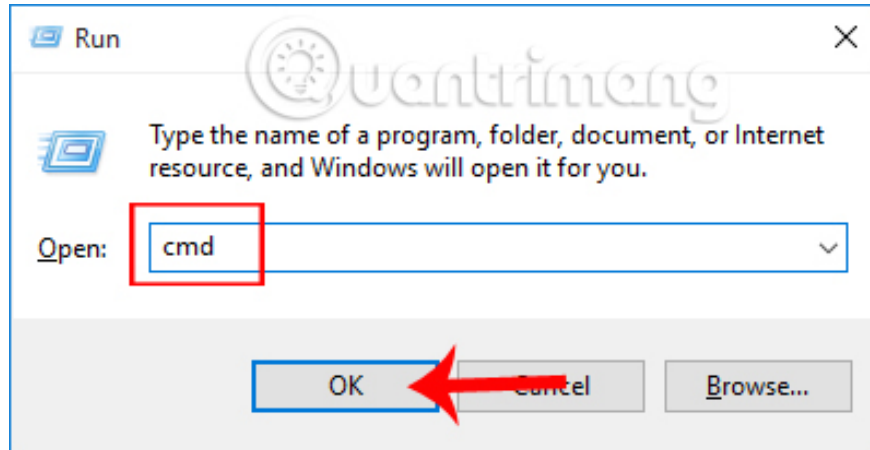 Run
Quantrimang
Type the name of a program, folder, document, or Internet
resource, and Windows will open it for you.
Open: cmd
OK Cancel Browse...